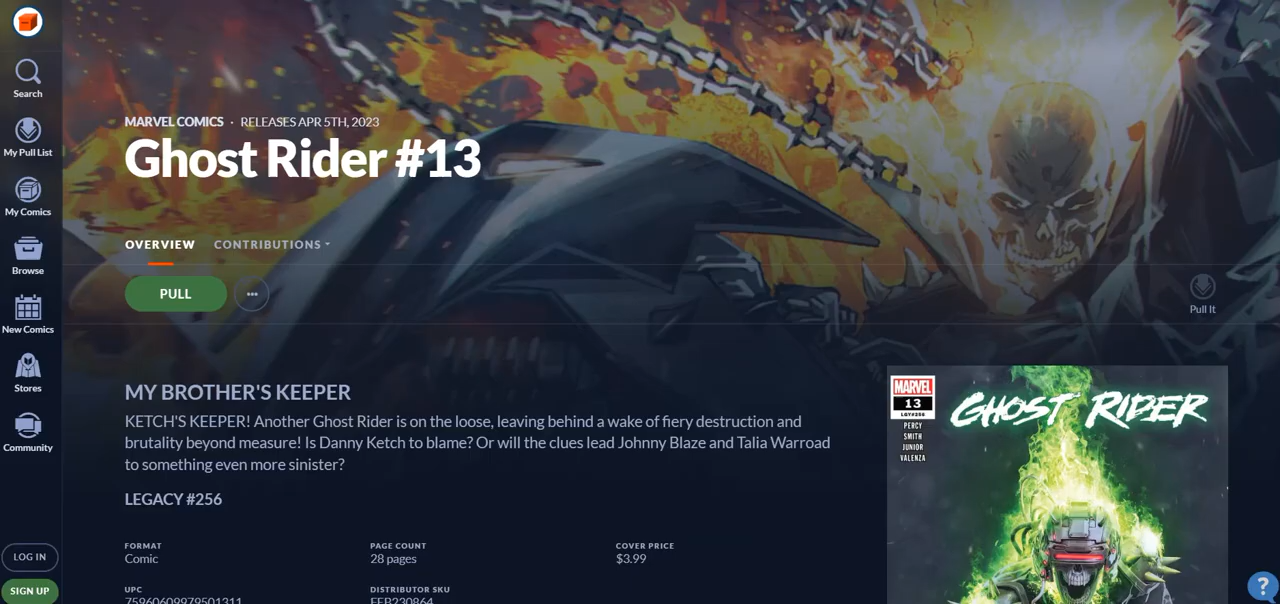 Search
My Pull List
My Comics
Browse
New Comics
Stores
Community
LOG IN
SIGN UP
MARVEL COMICS · RELEASES APR 5TH, 2023
Ghost Rider #13
OVERVIEW CONTRIBUTIONS
PULL
Pull It
MY BROTHER'S KEEPER
KETCH'S KEEPER! Another Ghost Rider is on the loose, leaving behind a wake of fiery destruction and
brutality beyond measure! Is Danny Ketch to blame? Or will the clues lead Johnny Blaze and Talia Warroad
to something even more sinister?
LEGACY #256
FORMAT PAGE COUNT COVER PRICE
Comic 28 pages $3.99
UPC DISTRIBUTOR SKU
75960609979501311 FEB230864
MARVEL
13
LGY#256
PERCY
SMITH
JUNIOR
VALENZA
GHOST RIDER
?